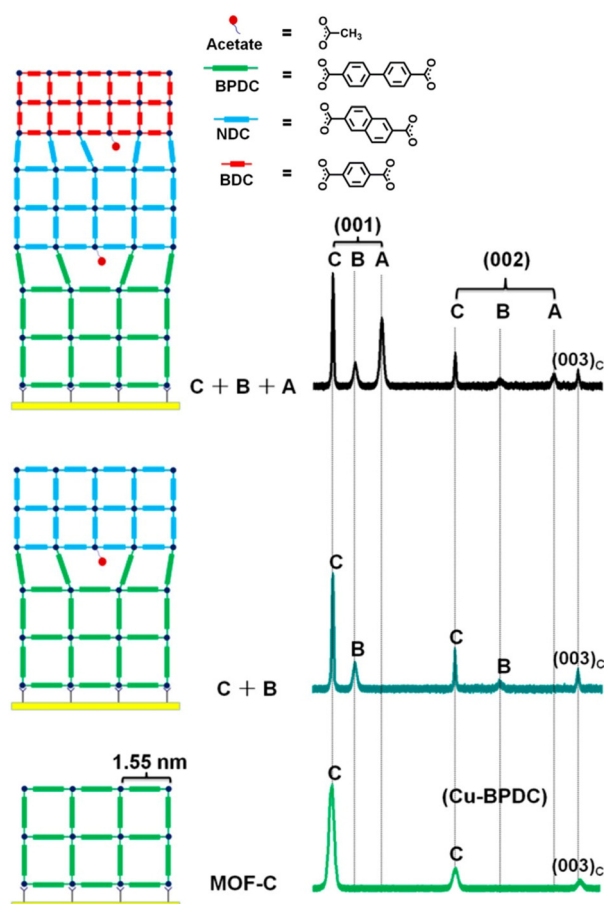 Acetate =
CH3
BPDC =
NDC =
BDC =
(001)
C B A
(002)
C B A
(003)C
C + B + A
C
B
C
B
(003)C
C + B
1.55 nm
C
(Cu-BPDC)
C
(003)C
MOF-C